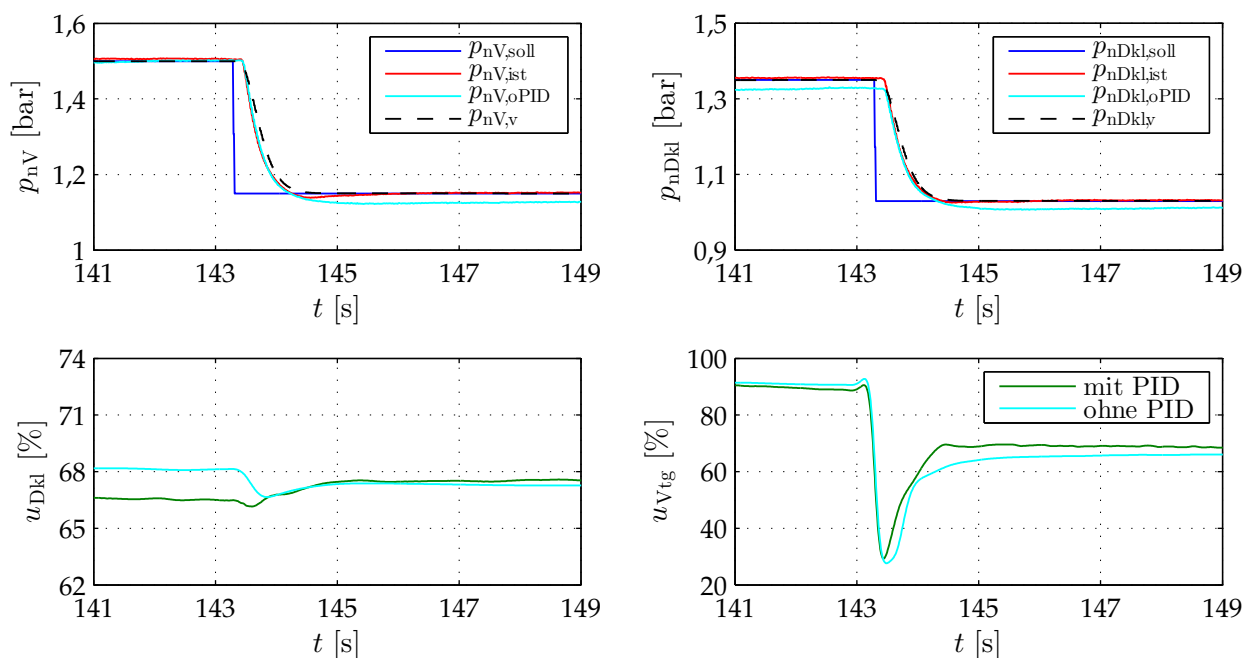 1,6
1,4
1,2
1
p_nV [bar]
141 143 145 147 149
t [s]
p_nV,soll
p_nV,ist
p_nV,oPID
p_nV,v
1,5
1,3
1,1
0,9
p_nDkl [bar]
141 143 145 147 149
t [s]
p_nDkl,soll
p_nDkl,ist
p_nDkl,oPID
p_nDkl,v
74
71
68
65
62
u_Dkl [%]
141 143 145 147 149
t [s]
100
80
60
40
20
u_Vtg [%]
141 143 145 147 149
t [s]
mit PID
ohne PID